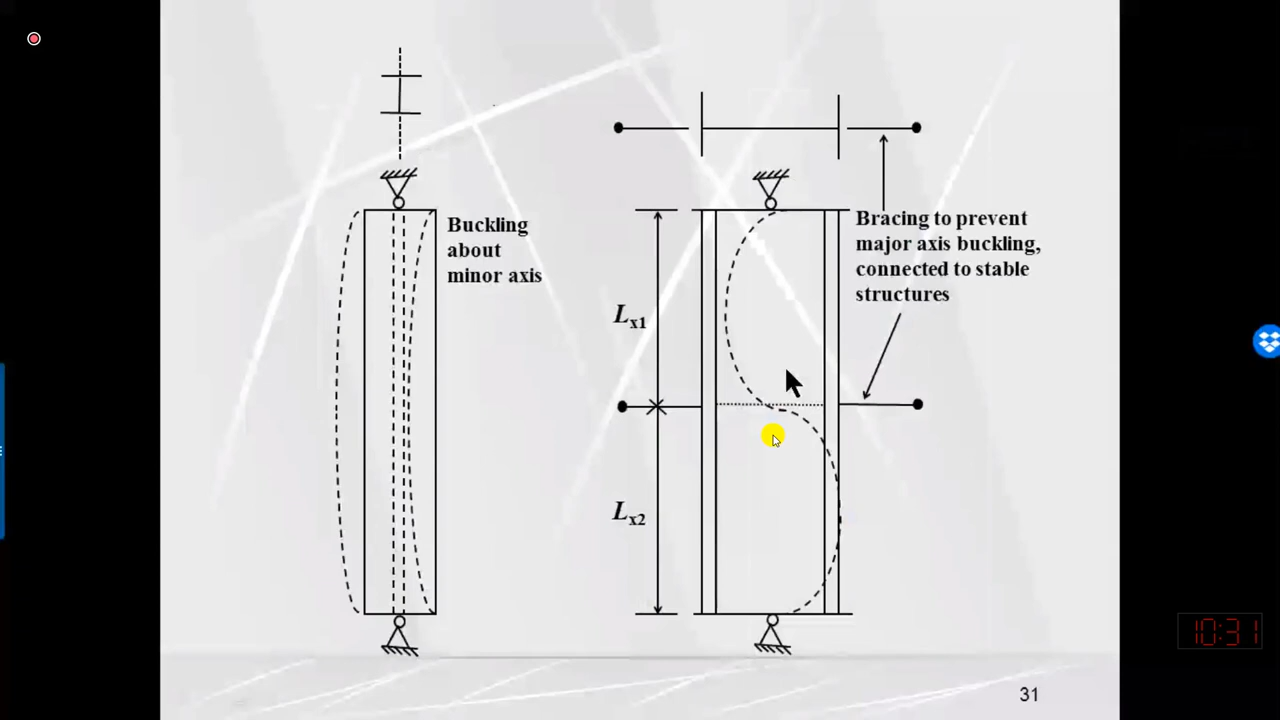 Buckling
about
minor axis
Bracing to prevent
major axis buckling,
connected to stable
structures
Lx1
Lx2
10:31
31